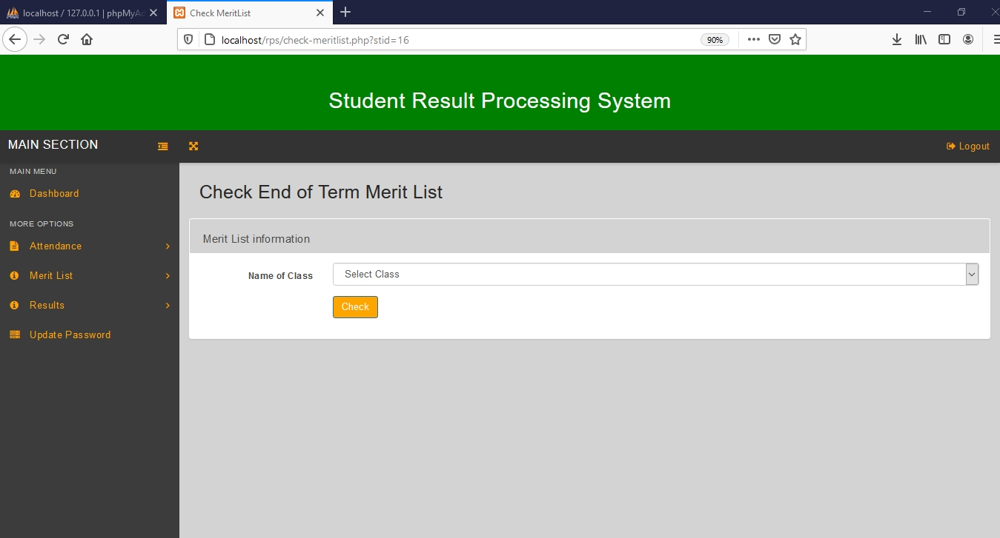 localhost / 127.0.0.1 | phpMyAd
Check MeritList
localhost/rps/check-meritlist.php?stid=16
90%
Student Result Processing System
MAIN SECTION
Logout
MAIN MENU
Dashboard
MORE OPTIONS
Attendance
Merit List
Results
Update Password
Check End of Term Merit List
Merit List information
Name of Class
Select Class
Check